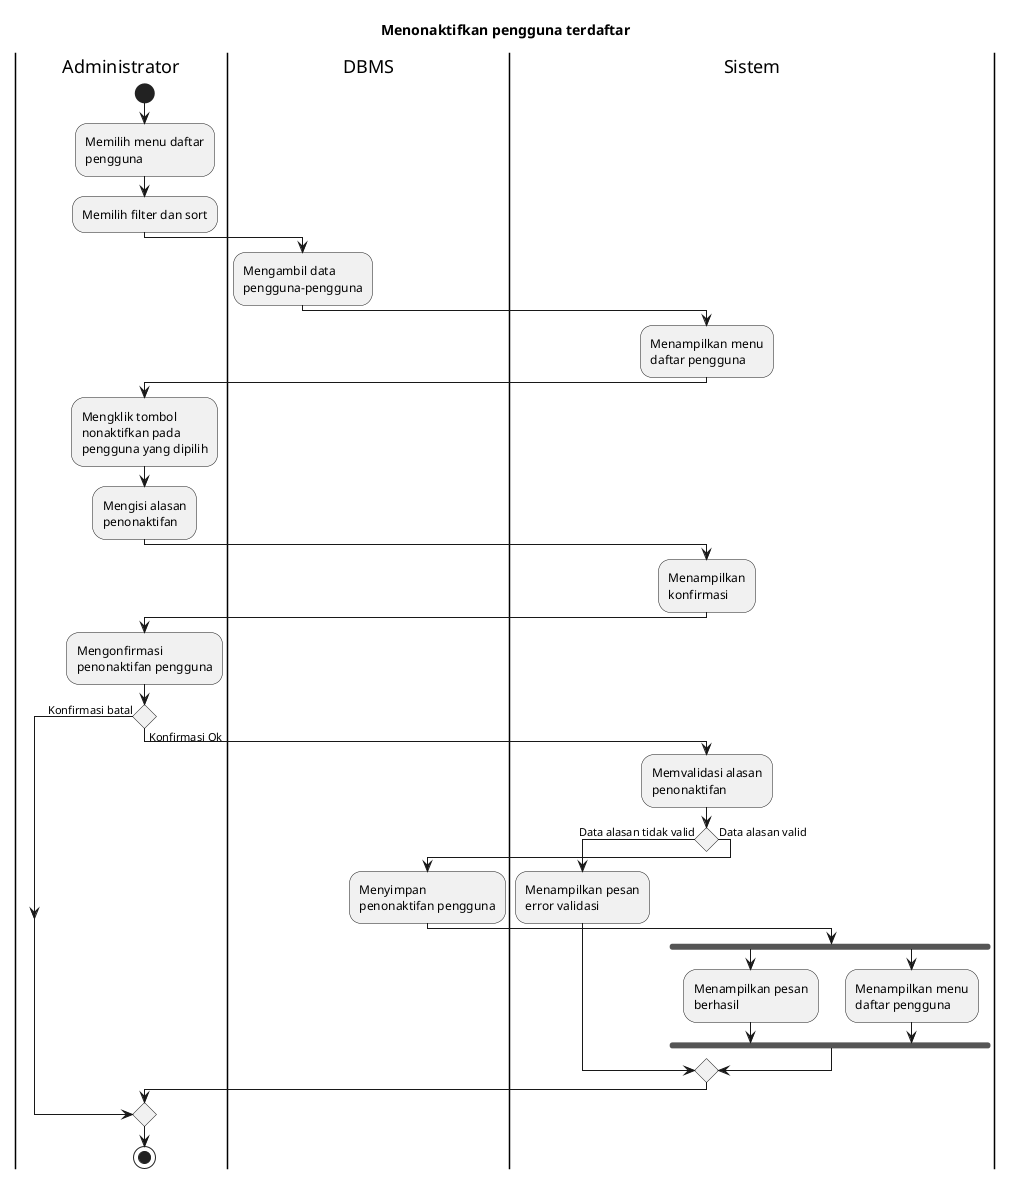 Menonaktifkan pengguna terdaftar
Administrator
DBMS
Sistem
Memilih menu daftar
pengguna
Memilih filter dan sort
Mengambil data
pengguna-pengguna
Menampilkan menu
daftar pengguna
Mengklik tombol
nonaktifkan pada
pengguna yang dipilih
Mengisi alasan
penonaktifan
Menampilkan
konfirmasi
Mengonfirmasi
penonaktifan pengguna
Konfirmasi batal
Konfirmasi Ok
Memvalidasi alasan
penonaktifan
Data alasan tidak valid
Data alasan valid
Menyimpan
penonaktifan pengguna
Menampilkan pesan
error validasi
Menampilkan pesan
berhasil
Menampilkan menu
daftar pengguna